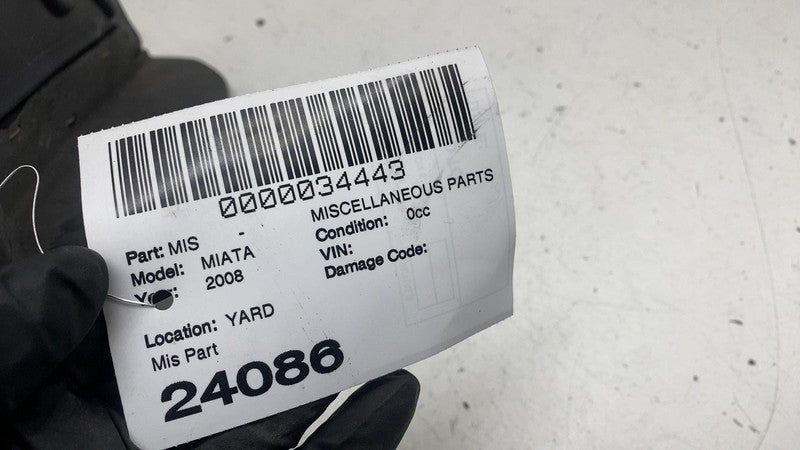 0000034443
Part: MIS - MISCELLANEOUS PARTS
Model: MIATA Condition: 0cc
2008 VIN:
Damage Code:
Location: YARD
Mis Part
24086